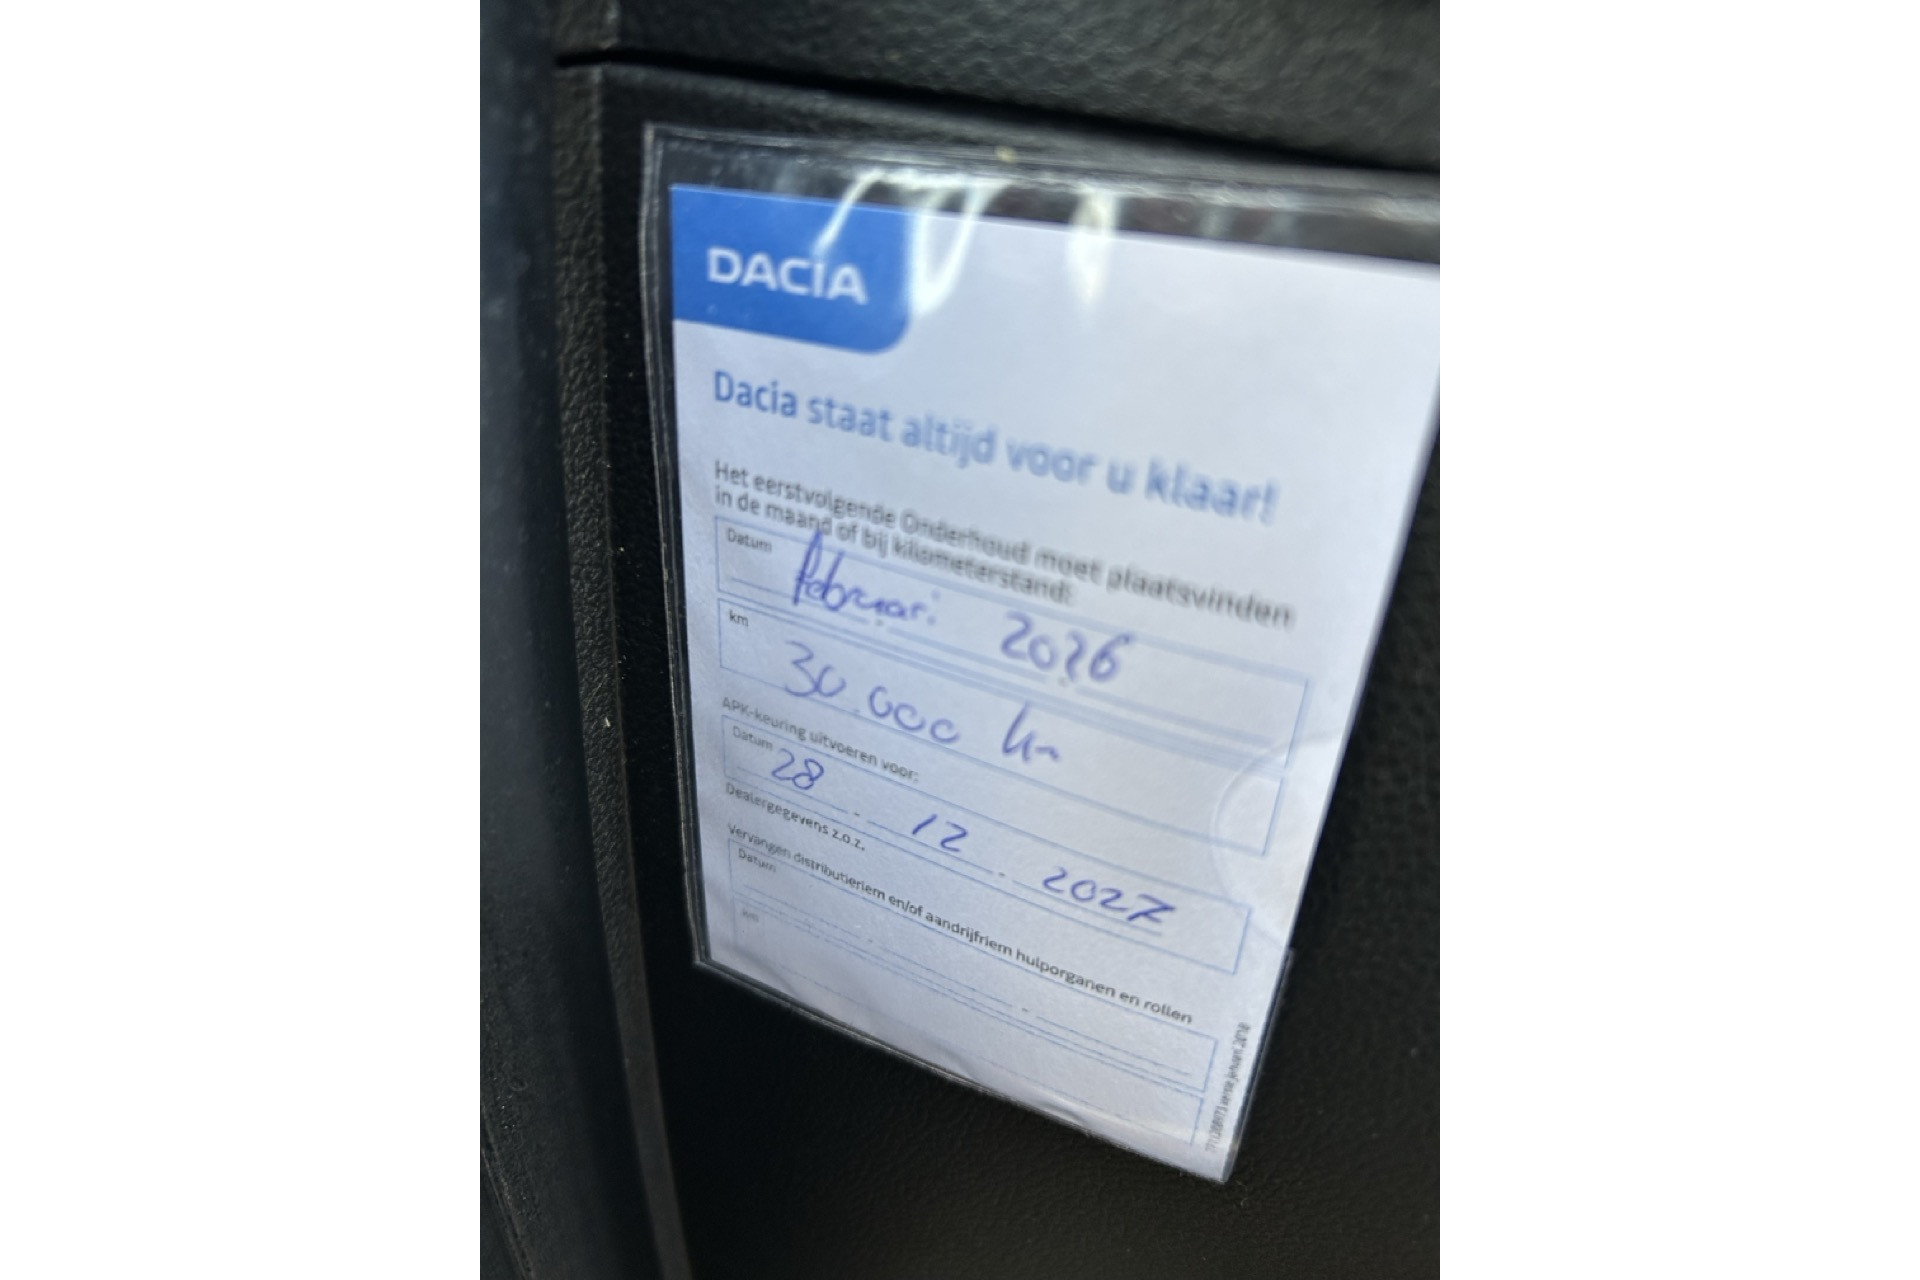 DACIA
Dacia staat altijd voor u klaar!
Het eerstvolgende Onderhoud moet plaatsvinden
in de maand of bij kilometerstand:
Datum februari 2026
km 30.000 km
APK-keuring uitvoeren voor:
Datum 28 - 12 - 2027
Dealergegevens z.o.z.
Vervangen distributieriem en/of aandrijfriem hulporganen en rollen
Datum
km